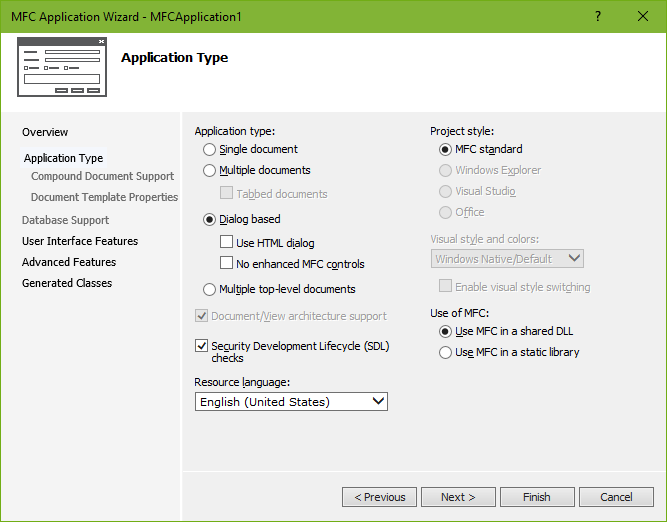 MFC Application Wizard - MFCApplication1
Application Type
Overview
Application Type
Compound Document Support
Document Template Properties
Database Support
User Interface Features
Advanced Features
Generated Classes
Application type:
Single document
Multiple documents
Tabbed documents
Dialog based
Use HTML dialog
No enhanced MFC controls
Multiple top-level documents
Document/View architecture support
Security Development Lifecycle (SDL)
checks
Resource language:
English (United States)
Project style:
MFC standard
Windows Explorer
Visual Studio
Office
Visual style and colors:
Windows Native/Default
Enable visual style switching
Use of MFC:
Use MFC in a shared DLL
Use MFC in a static library
< Previous
Next >
Finish
Cancel